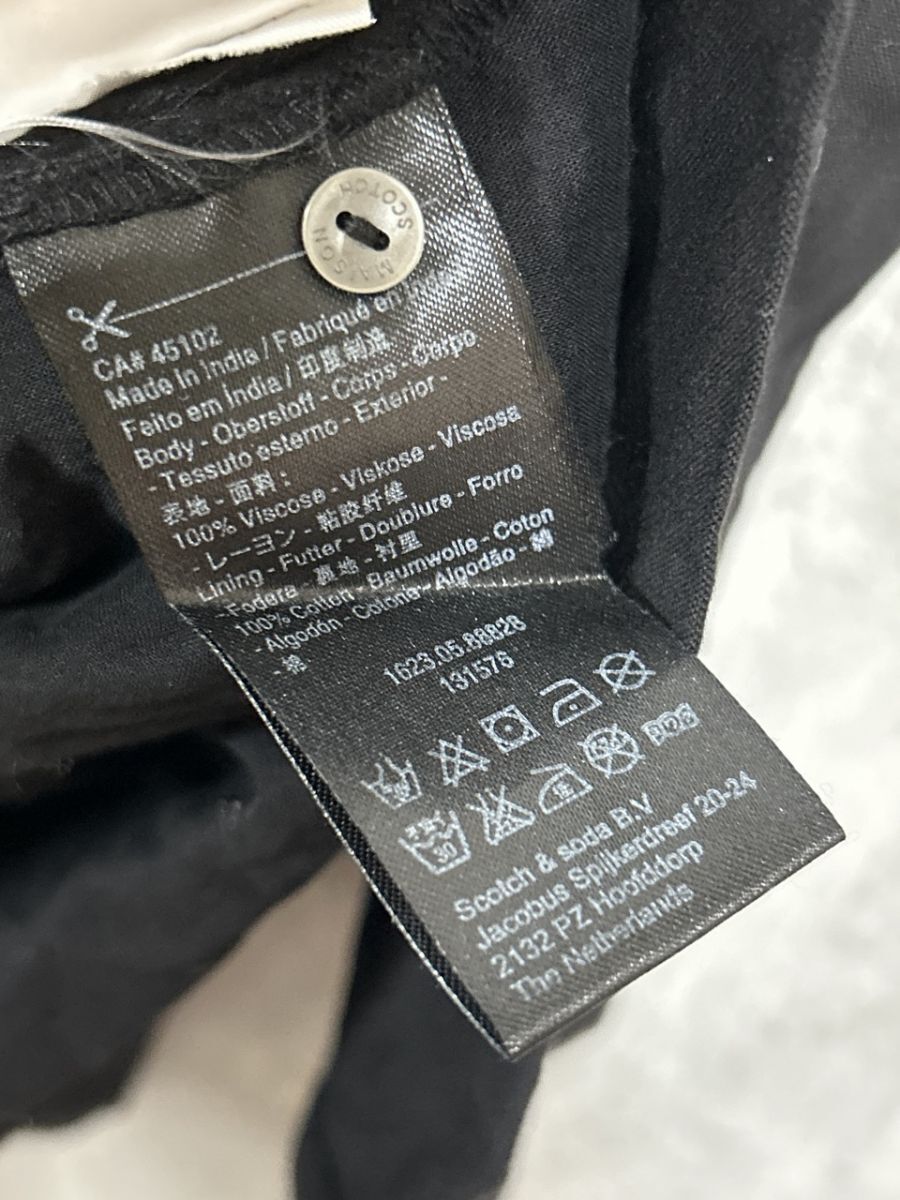 MAISON SCOTCH
CA# 45102
Made in India / Fabriqué en Inde
Feito em Índia / 印度制造
Body - Oberstoff - Corps - Corpo
- Tessuto esterno - Exterior -
表地 - 面料 :
100% Viscose - Viskose - Viscosa
- レーヨン - 粘胶纤维
Lining - Futter - Doublure - Forro
- Fodera - 裏地 - 衬里
100% Cotton - Baumwolle - Coton
- Algodón - Cotone - Algodão - 綿
- 棉
1623.05.88828
131576
30
Scotch & soda B.V
Jacobus Spijkerdreef 20-24
2132 PZ Hoofddorp
The Netherlands